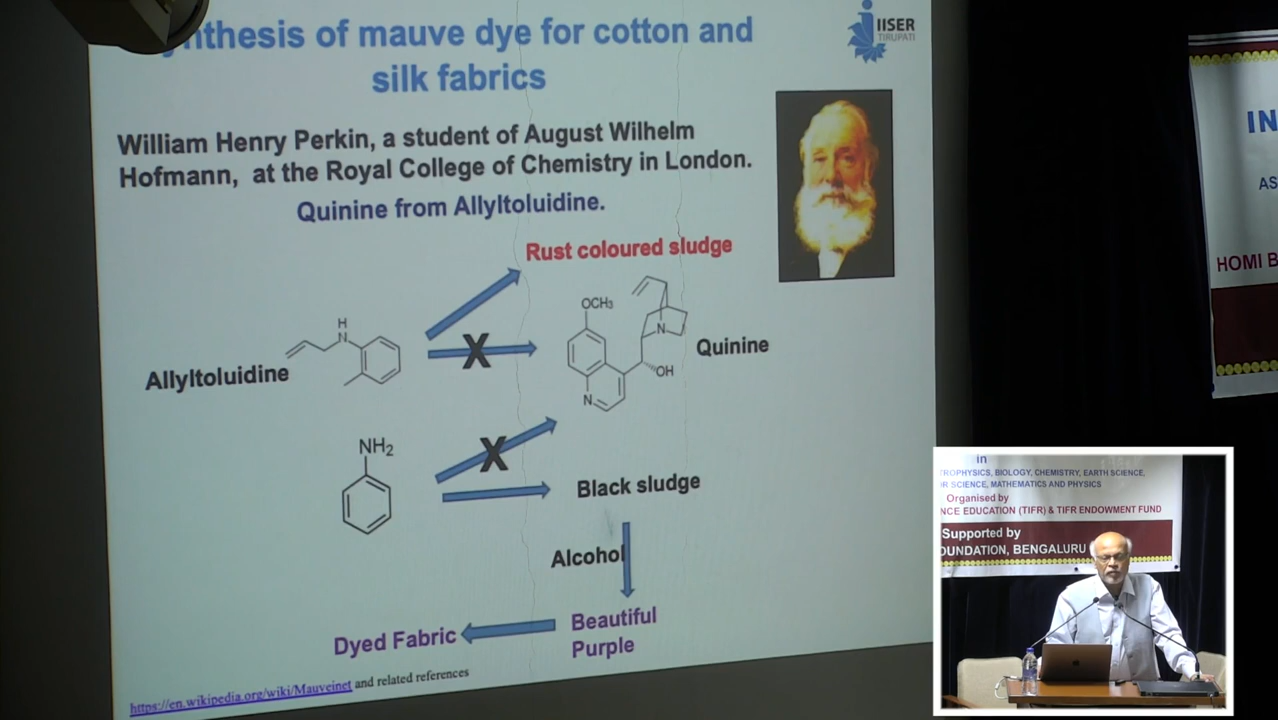 nthesis of mauve dye for cotton and
silk fabrics
IISER
TIRUPATI
William Henry Perkin, a student of August Wilhelm
Hofmann, at the Royal College of Chemistry in London.
Quinine from Allyltoluidine.
Rust coloured sludge
OCH3
H
N
N
X
Quinine
Allyltoluidine
OH
N
NH2
X
Black sludge
Alcohol
Beautiful
Purple
Dyed Fabric
https://en.wikipedia.org/wiki/Mauveinet and related references
IN
AS
HOMI B
in
TROPHYSICS, BIOLOGY, CHEMISTRY, EARTH SCIENCE,
R SCIENCE, MATHEMATICS AND PHYSICS
Organised by
NCE EDUCATION (TIFR) & TIFR ENDOWMENT FUND
Supported by
OUNDATION, BENGALURU